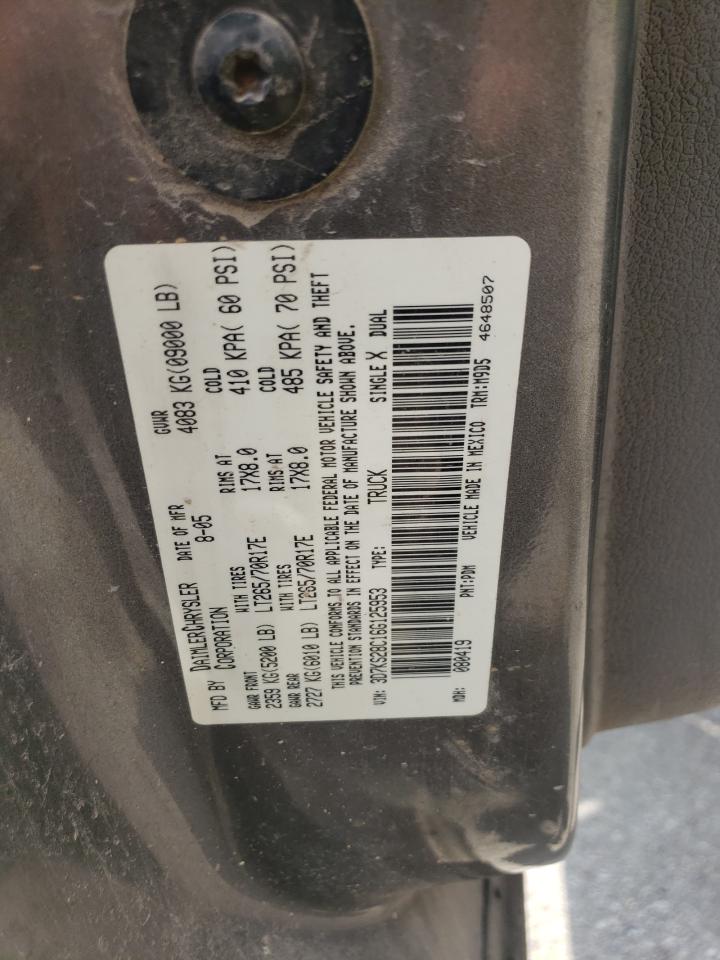 MFD BY DAIMLERCHRYSLER CORPORATION
DATE OF MFR 8-05
GVWR 4083 KG(09000 LB)
GAWR FRONT WITH TIRES RIMS AT COLD
2359 KG(5200 LB) LT265/70R17E 17X8.0 410 KPA( 60 PSI)
GAWR REAR WITH TIRES RIMS AT COLD
2727 KG(6010 LB) LT265/70R17E 17X8.0 485 KPA( 70 PSI)
THIS VEHICLE CONFORMS TO ALL APPLICABLE FEDERAL MOTOR VEHICLE SAFETY AND THEFT
PREVENTION STANDARDS IN EFFECT ON THE DATE OF MANUFACTURE SHOWN ABOVE.
VIN: 3D7KS28C16G125953 TYPE: TRUCK SINGLE X DUAL
MDH: 080419 PNT:PDM VEHICLE MADE IN MEXICO TRM:M9D5 4648507